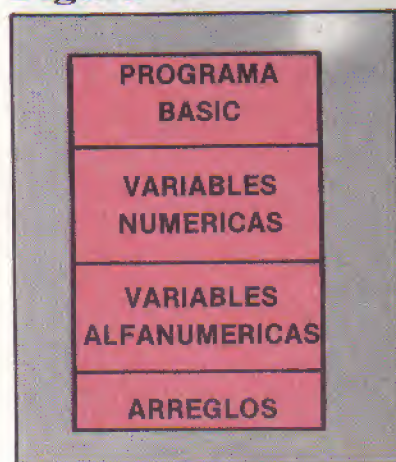 PROGRAMA
BASIC
VARIABLES
NUMERICAS
VARIABLES
ALFANUMERICAS
ARREGLOS